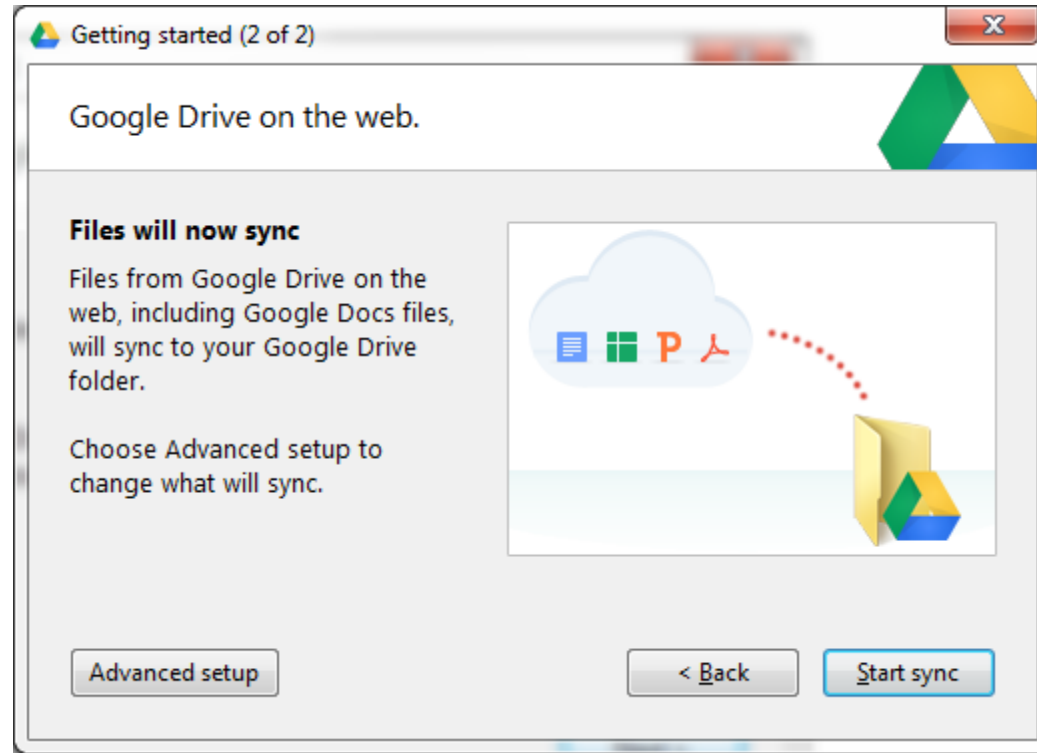 Getting started (2 of 2)
Google Drive on the web.
Files will now sync
Files from Google Drive on the
web, including Google Docs files,
will sync to your Google Drive
folder.
Choose Advanced setup to
change what will sync.
P
Advanced setup
< Back
Start sync